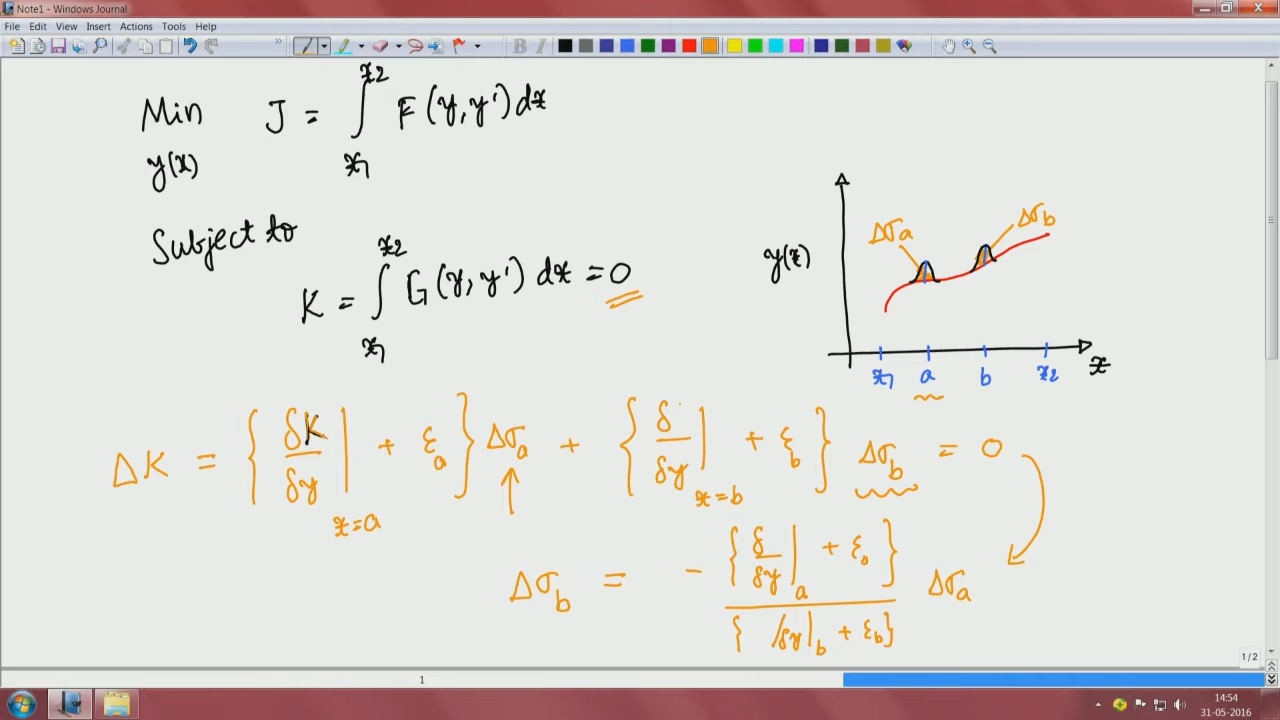 Note1 - Windows Journal
File Edit View Insert Actions Tools Help
B I
Min J = ∫ F(y, y') dx
x2
x1
y(x)
Subject to
K = ∫ G(y, y') dx = 0
x2
x1
y(x)
Δσa
Δσb
x1 a b x2 x
ΔK = { δK/δy |x=a + εa } Δσa + { δ/δy |x=b + εb } Δσb = 0
Δσb = - { δ/δy |a + εa } / { /δy|b + εb } Δσa
1/2
1
14:54
31-05-2016